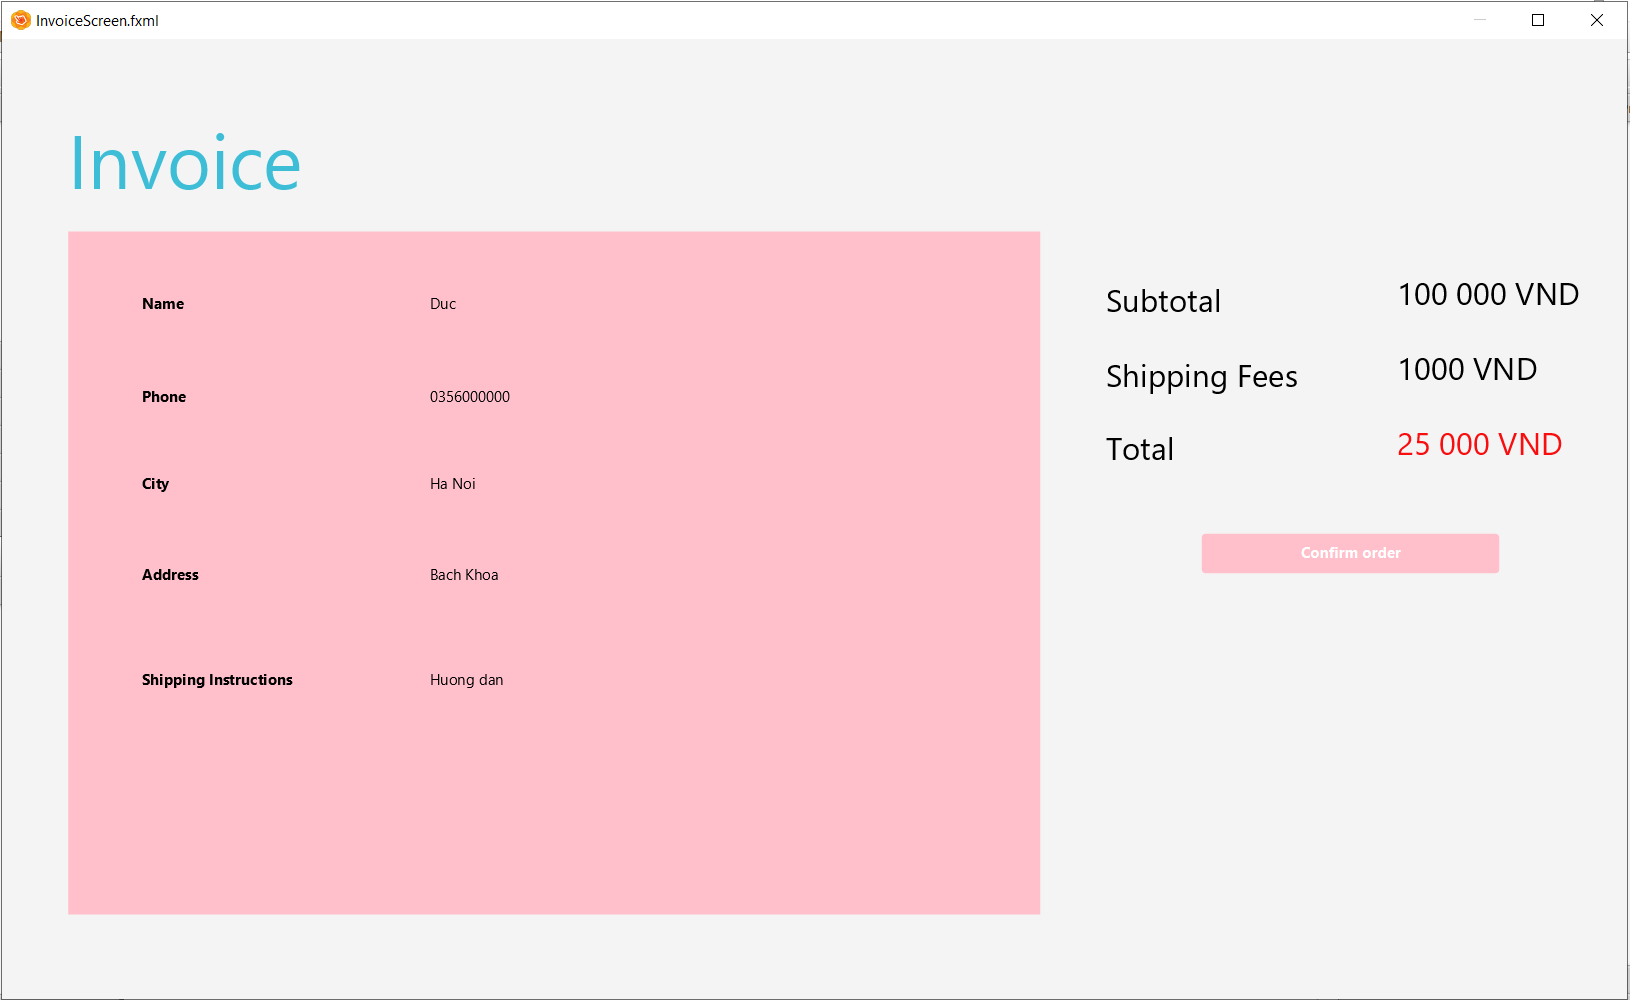 InvoiceScreen.fxml
Invoice
Name Duc
Phone 0356000000
City Ha Noi
Address Bach Khoa
Shipping Instructions Huong dan
Subtotal 100 000 VND
Shipping Fees 1000 VND
Total 25 000 VND
Confirm order